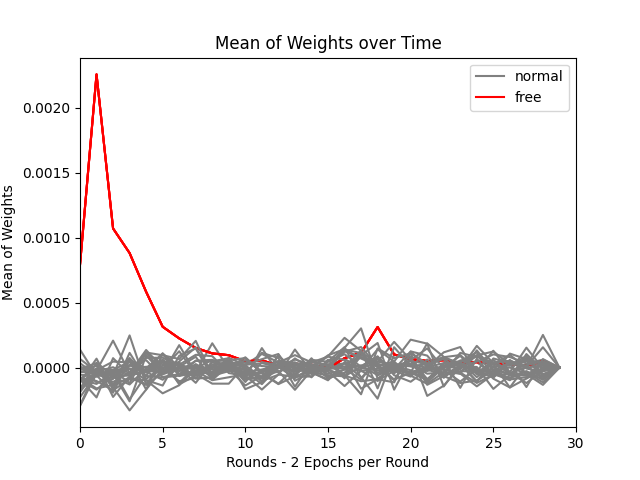 Mean of Weights over Time
normal
free
Mean of Weights
0.0020
0.0015
0.0010
0.0005
0.0000
0 5 10 15 20 25 30
Rounds - 2 Epochs per Round